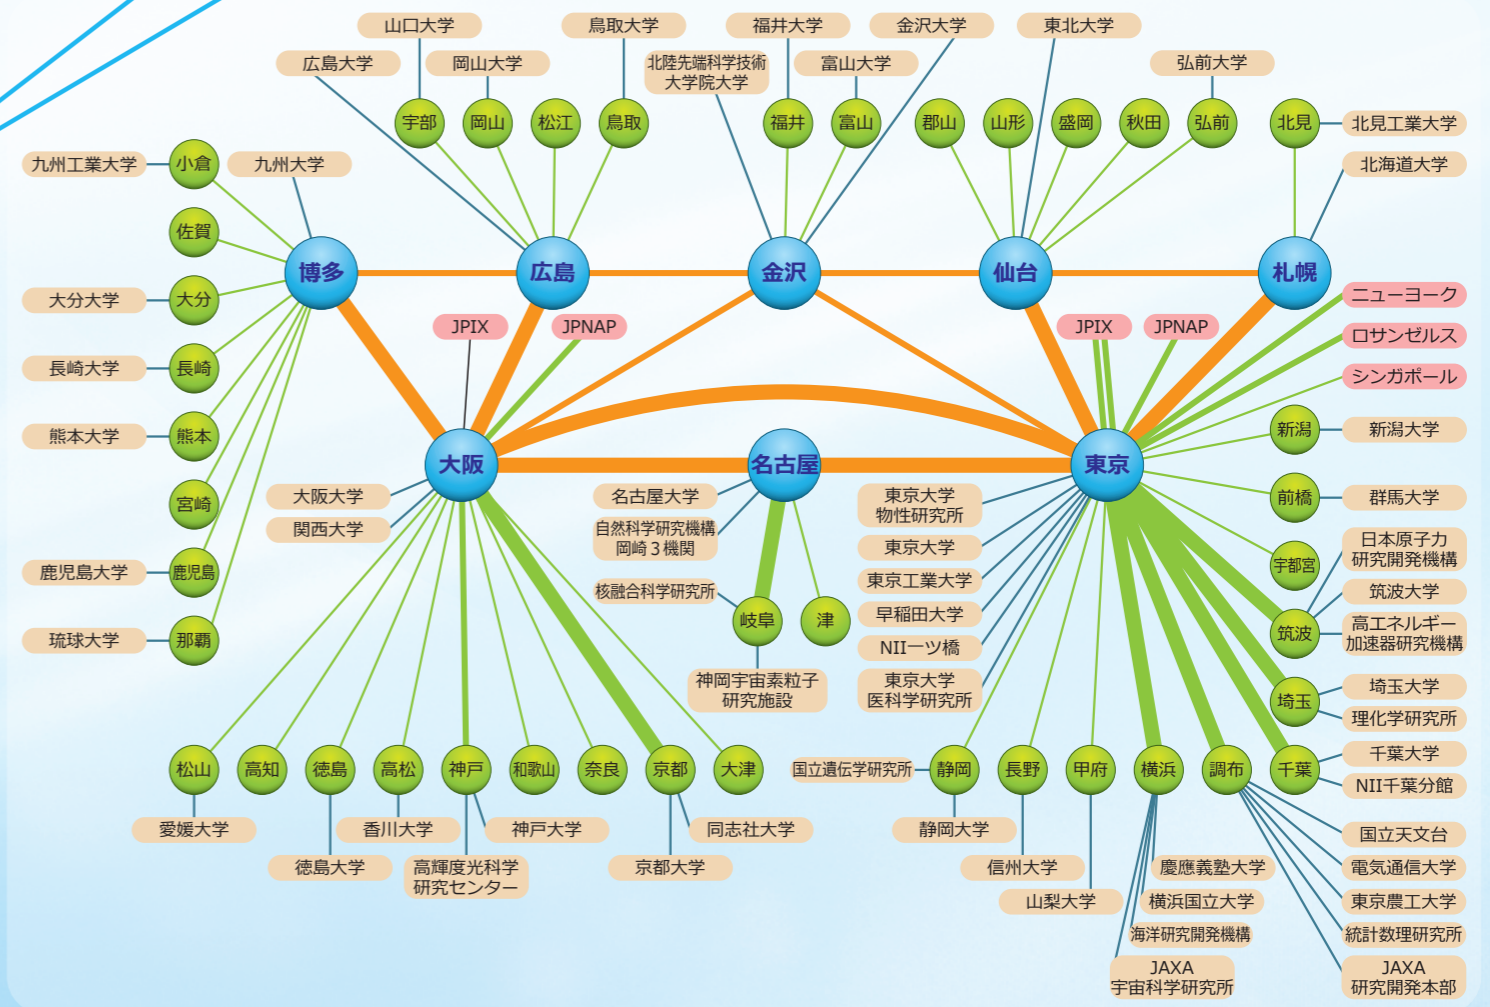 山口大学
鳥取大学
福井大学
金沢大学
東北大学
広島大学
岡山大学
北陸先端科学技術
大学院大学
富山大学
弘前大学
宇部
岡山
松江
鳥取
福井
富山
郡山
山形
盛岡
秋田
弘前
北見
北見工業大学
九州工業大学
小倉
九州大学
北海道大学
佐賀
博多
広島
金沢
仙台
札幌
大分大学
大分
ニューヨーク
JPIX
JPNAP
JPIX
JPNAP
ロサンゼルス
長崎大学
長崎
シンガポール
熊本大学
熊本
新潟
新潟大学
大阪
名古屋
東京
宮崎
大阪大学
名古屋大学
東京大学
物性研究所
前橋
群馬大学
関西大学
自然科学研究機構
岡崎3機関
東京大学
日本原子力
研究開発機構
鹿児島大学
鹿児島
宇都宮
東京工業大学
核融合科学研究所
筑波大学
早稲田大学
岐阜
津
筑波
高エネルギー
加速器研究機構
琉球大学
那覇
NII一ツ橋
神岡宇宙素粒子
研究施設
東京大学
医科学研究所
埼玉
埼玉大学
理化学研究所
松山
高知
徳島
高松
神戸
和歌山
奈良
京都
大津
国立遺伝学研究所
静岡
長野
甲府
横浜
調布
千葉
千葉大学
NII千葉分館
愛媛大学
香川大学
神戸大学
同志社大学
静岡大学
国立天文台
徳島大学
高輝度光科学
研究センター
京都大学
信州大学
慶應義塾大学
電気通信大学
山梨大学
横浜国立大学
東京農工大学
海洋研究開発機構
統計数理研究所
JAXA
宇宙科学研究所
JAXA
研究開発本部